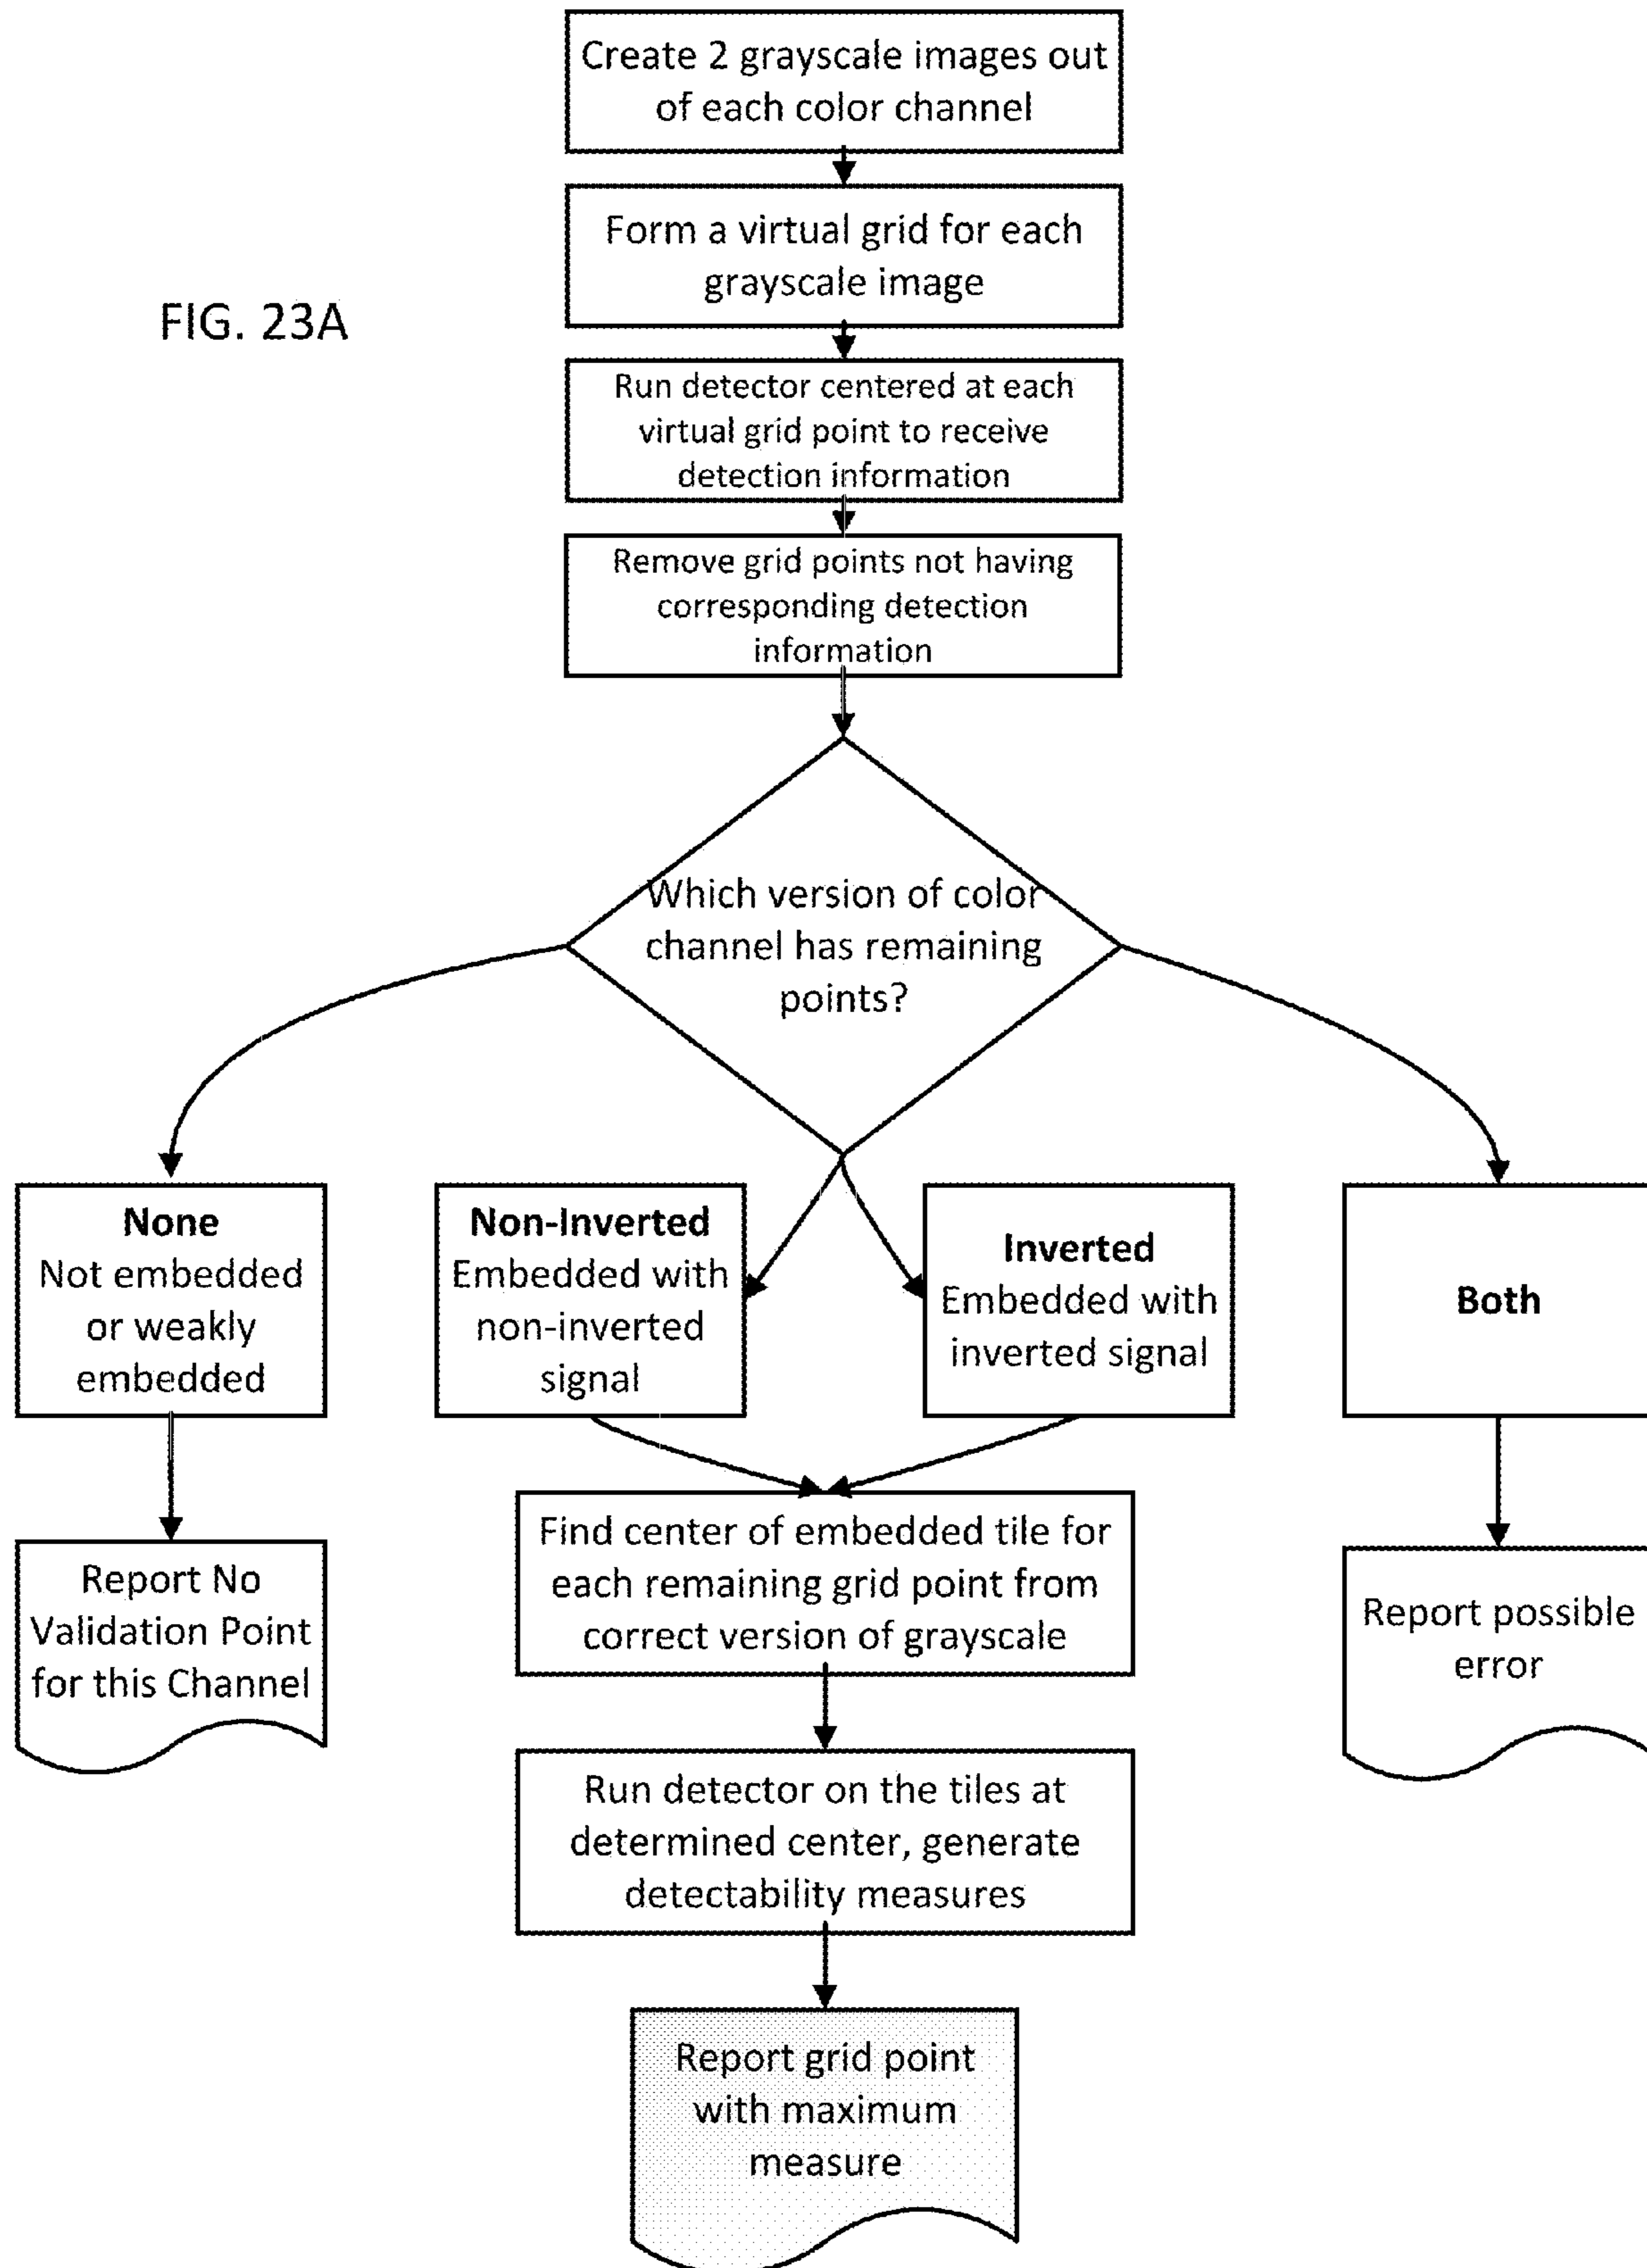 Create 2 grayscale images out
of each color channel
Form a virtual grid for each
grayscale image
FIG. 23A
Run detector centered at each
virtual grid point to receive
detection information
Remove grid points not having
corresponding detection
information
Which version of color
channel has remaining
points?
None
Not embedded
or weakly
embedded
Non-Inverted
Embedded with
non-inverted
signal
Inverted
Embedded with
inverted signal
Both
Report No
Validation Point
for this Channel
Find center of embedded tile for
each remaining grid point from
correct version of grayscale
Report possible
error
Run detector on the tiles at
determined center, generate
detectability measures
Report grid point
with maximum
measure